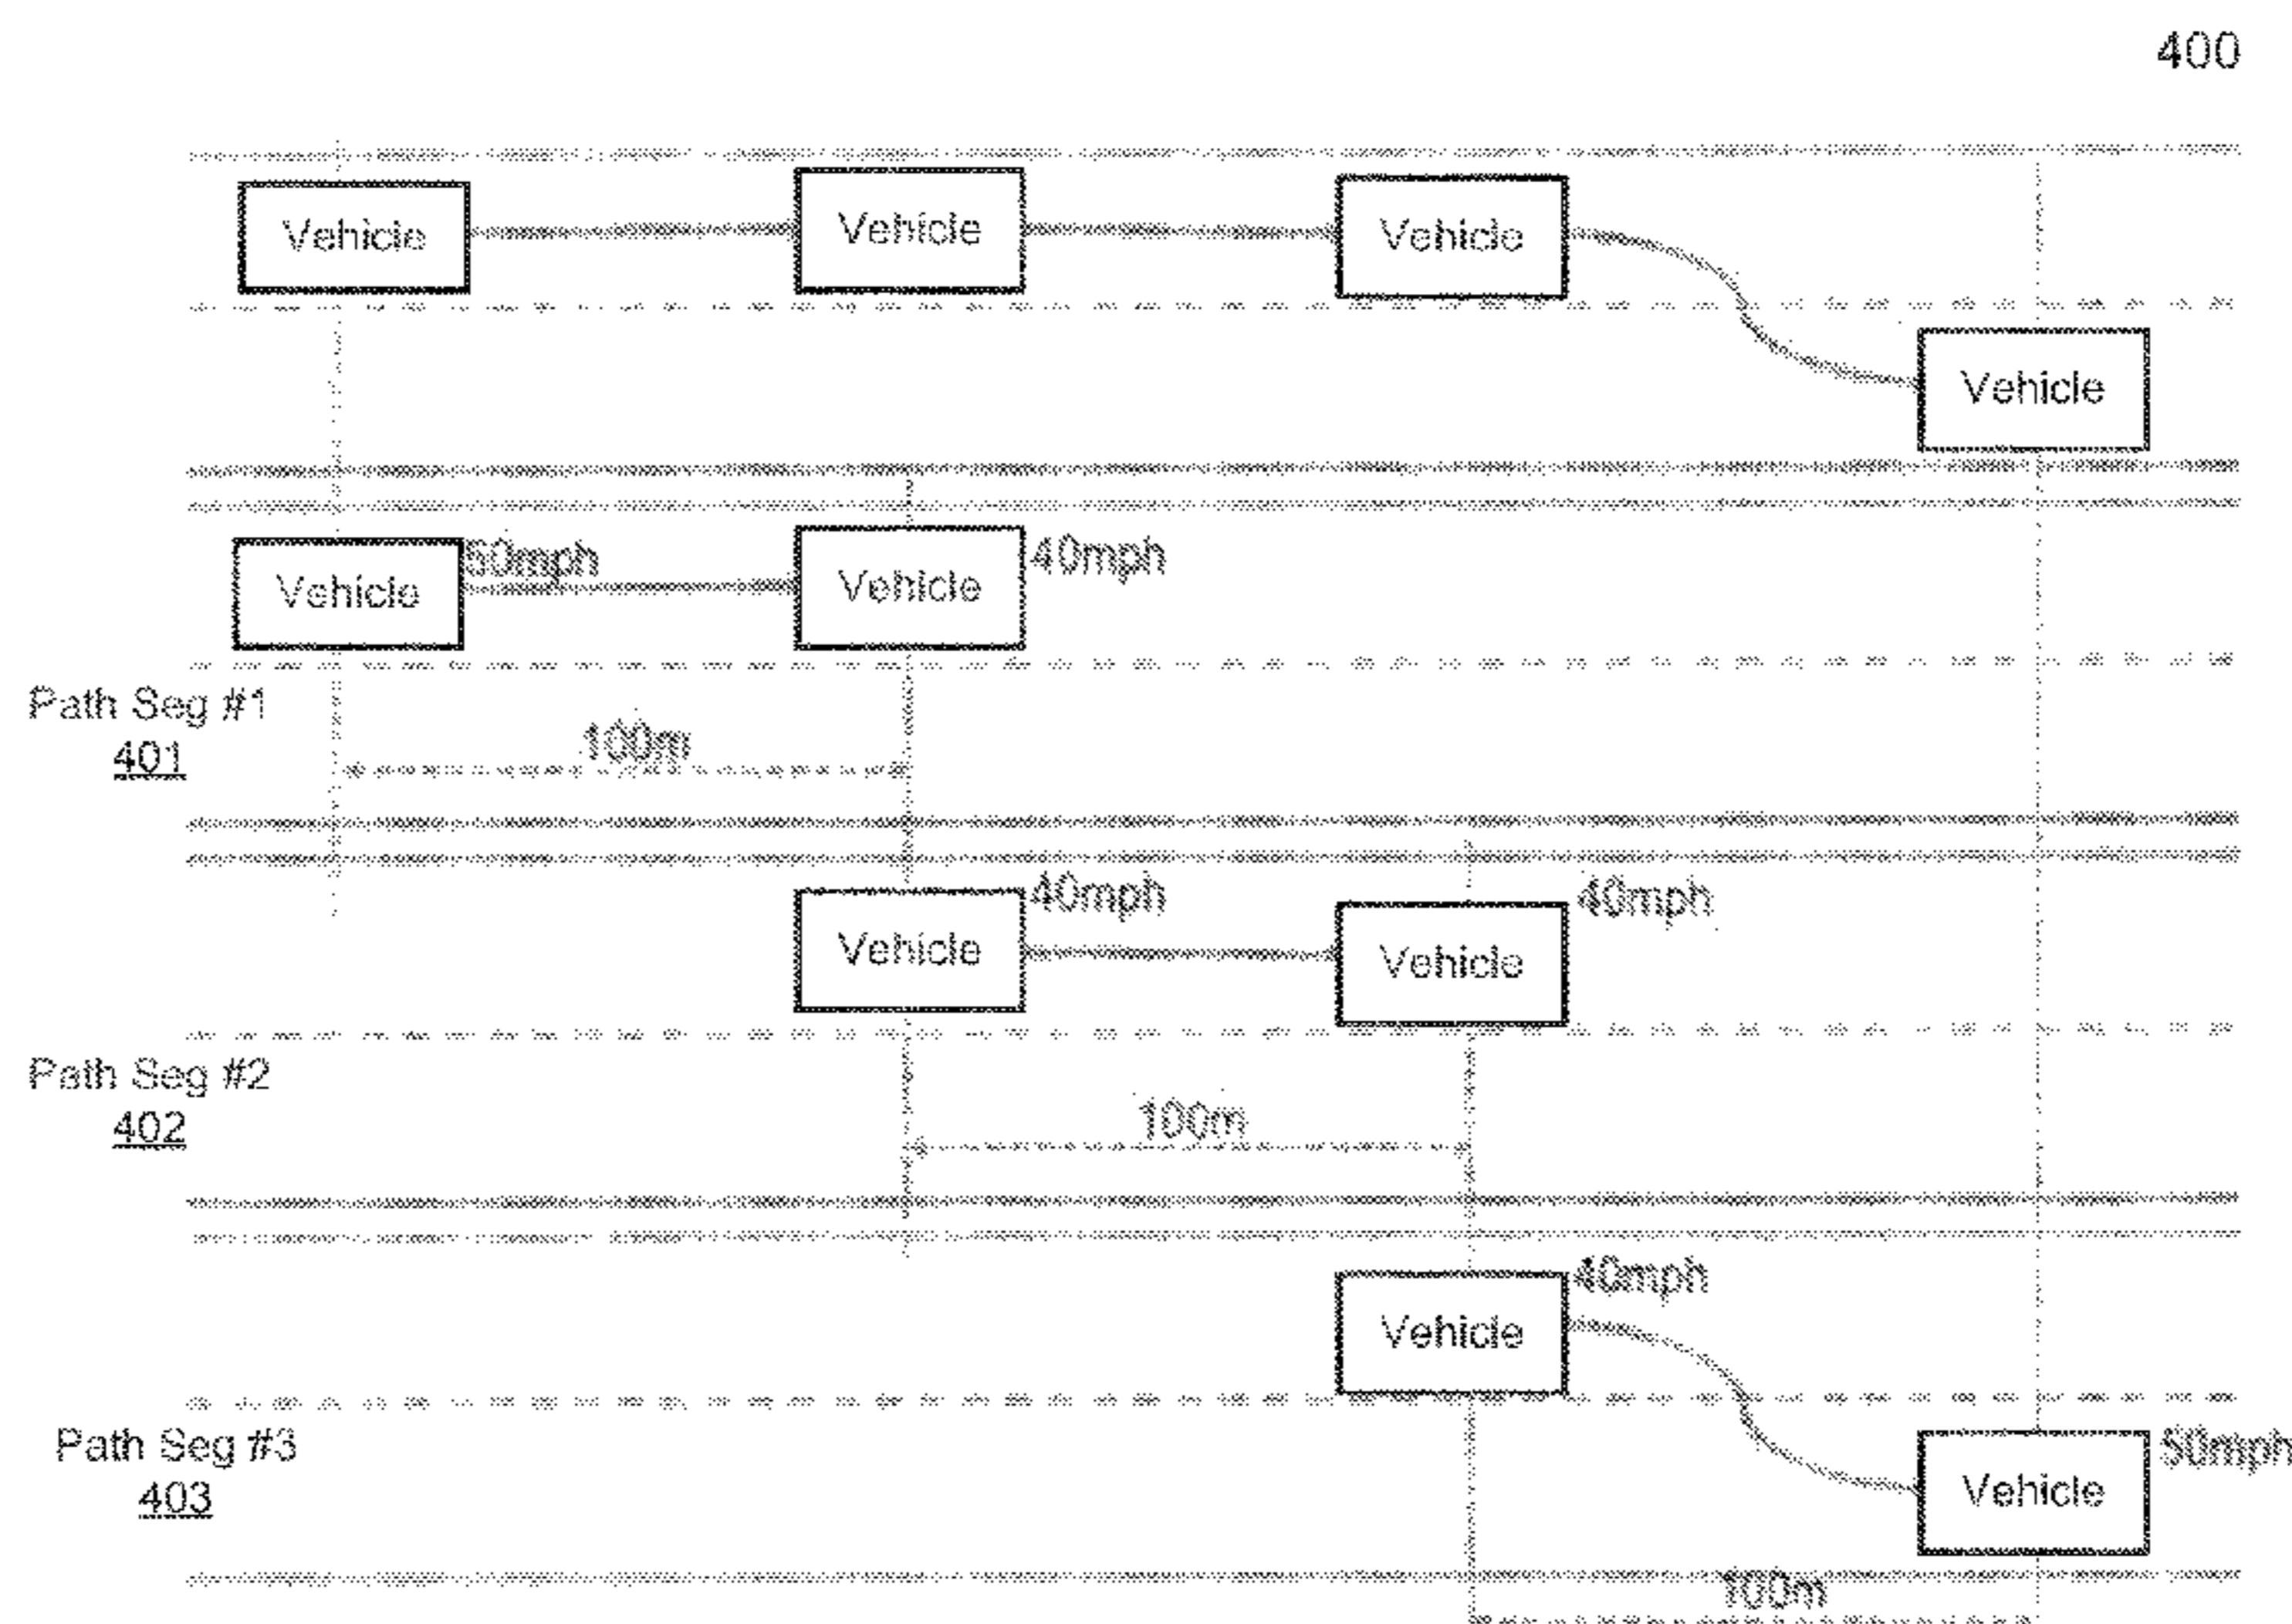 400
Vehicle Vehicle Vehicle
Vehicle
Vehicle 50mph Vehicle 40mph
Path Seg #1
401
100m
Vehicle 40mph Vehicle 40mph
Path Seg #2
402
100m
Vehicle 40mph
Path Seg #3
403
Vehicle 50mph
100m